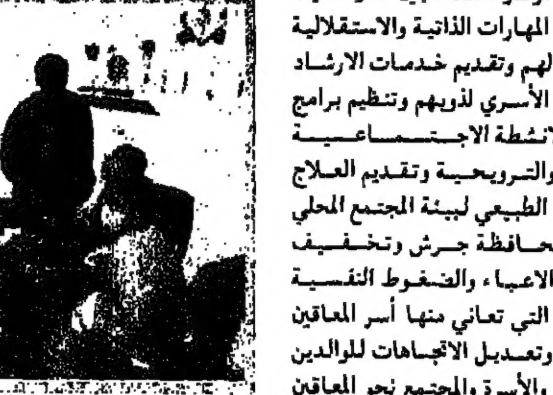 المهارات الذاتية والاستقلالية
لهم وتقديم خدمات الارشاد
الأسري لذويهم وتنظيم برامج
الانشطة الاجتماعية
والترويحية وتقديم العلاج
الطبيعي لبيئة المجتمع المحلي
لمحافظة جرش وتخفيف
الاعباء والضغوط النفسية
التي تعاني منها أسر المعاقين
وتعديل الاتجاهات للوالدين
والأسرة والمجتمع نحو المعاقين